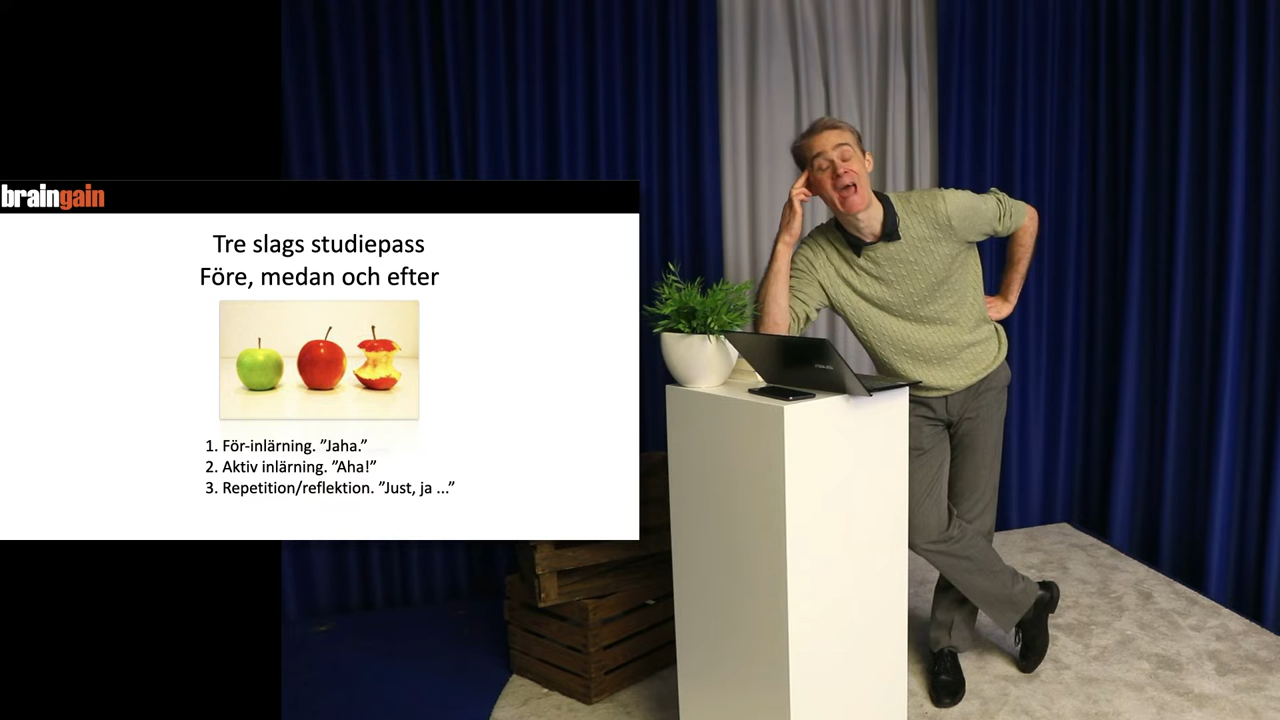 braingain
Tre slags studiepass
Före, medan och efter
1. För-inlärning. ”Jaha.”
2. Aktiv inlärning. ”Aha!”
3. Repetition/reflektion. ”Just, ja ...”